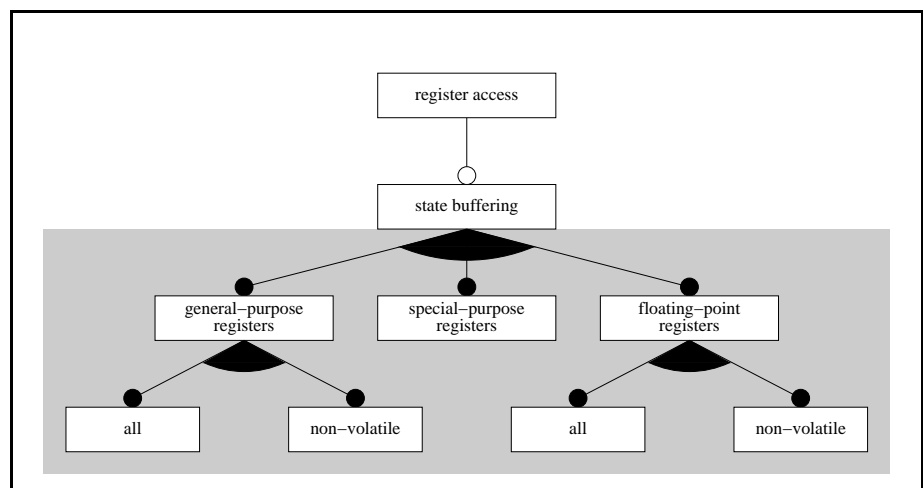 register access
state buffering
general−purpose
registers
special−purpose
registers
floating−point
registers
all
non−volatile
all
non−volatile